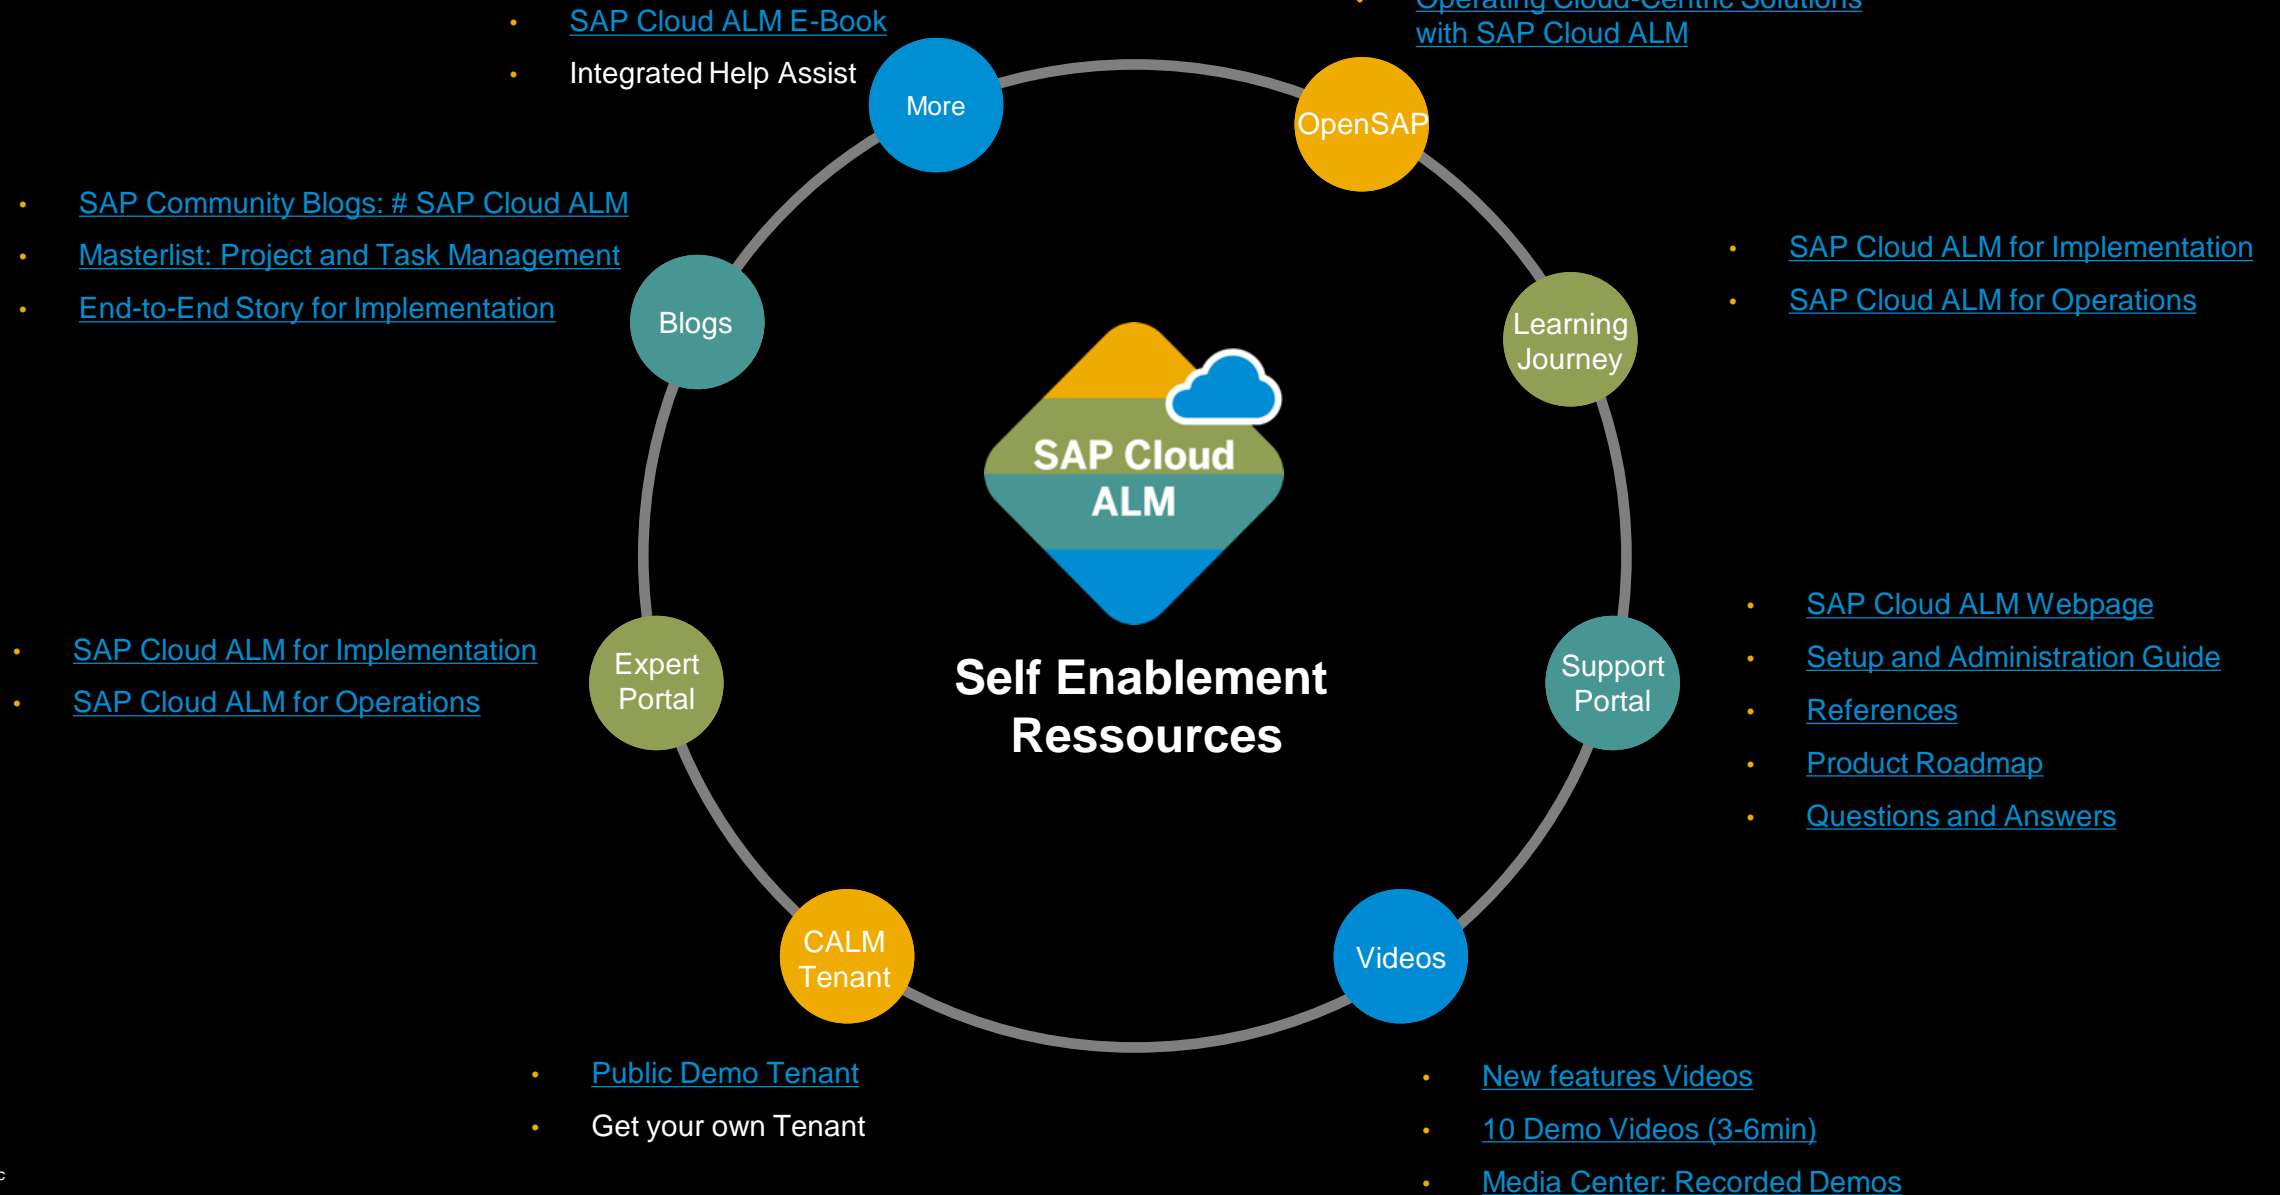 SAP Cloud ALM E-Book
Integrated Help Assist
More
Operating Cloud-Centric Solutions
with SAP Cloud ALM
OpenSAP
SAP Community Blogs: # SAP Cloud ALM
Masterlist: Project and Task Management
End-to-End Story for Implementation
Blogs
SAP Cloud ALM for Implementation
SAP Cloud ALM for Operations
Learning
Journey
SAP Cloud
ALM
Self Enablement
Ressources
SAP Cloud ALM for Implementation
SAP Cloud ALM for Operations
Expert
Portal
Support
Portal
SAP Cloud ALM Webpage
Setup and Administration Guide
References
Product Roadmap
Questions and Answers
CALM
Tenant
Public Demo Tenant
Get your own Tenant
Videos
New features Videos
10 Demo Videos (3-6min)
Media Center: Recorded Demos
c